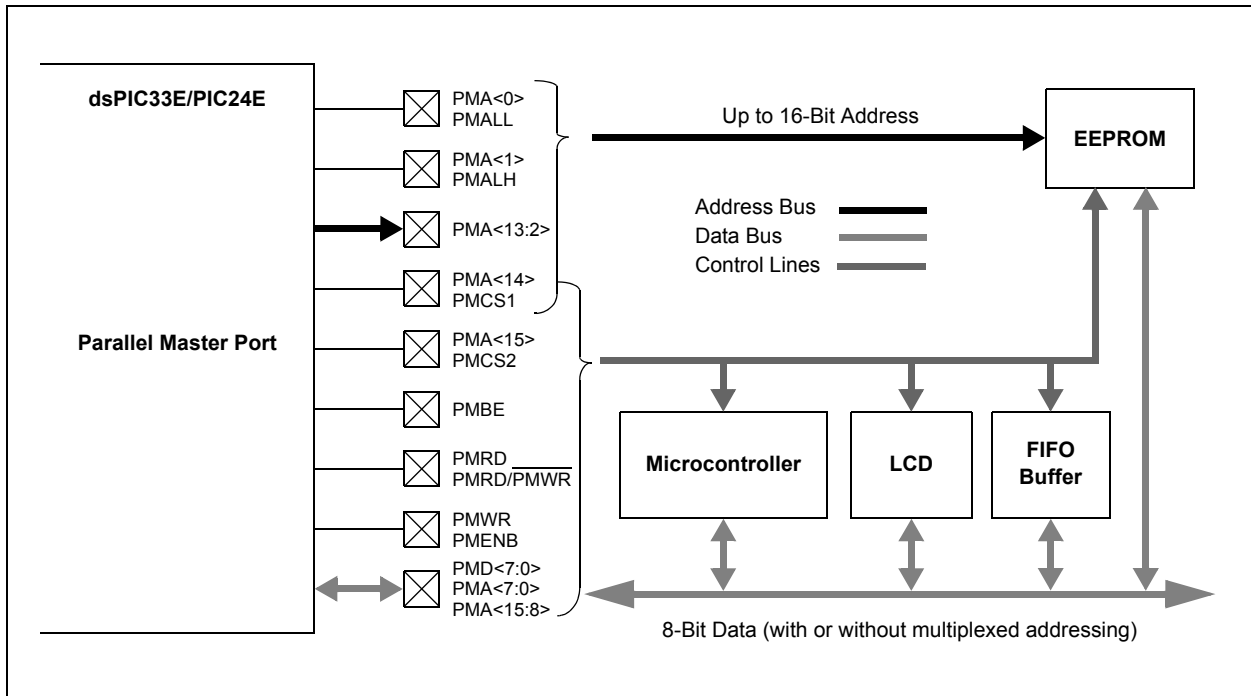 dsPIC33E/PIC24E
Parallel Master Port
PMA<0>
PMALL
PMA<1>
PMALH
PMA<13:2>
PMA<14>
PMCS1
PMA<15>
PMCS2
PMBE
PMRD
PMRD/PMWR
PMWR
PMENB
PMD<7:0>
PMA<7:0>
PMA<15:8>
Up to 16-Bit Address
EEPROM
Address Bus
Data Bus
Control Lines
Microcontroller
LCD
FIFO
Buffer
8-Bit Data (with or without multiplexed addressing)